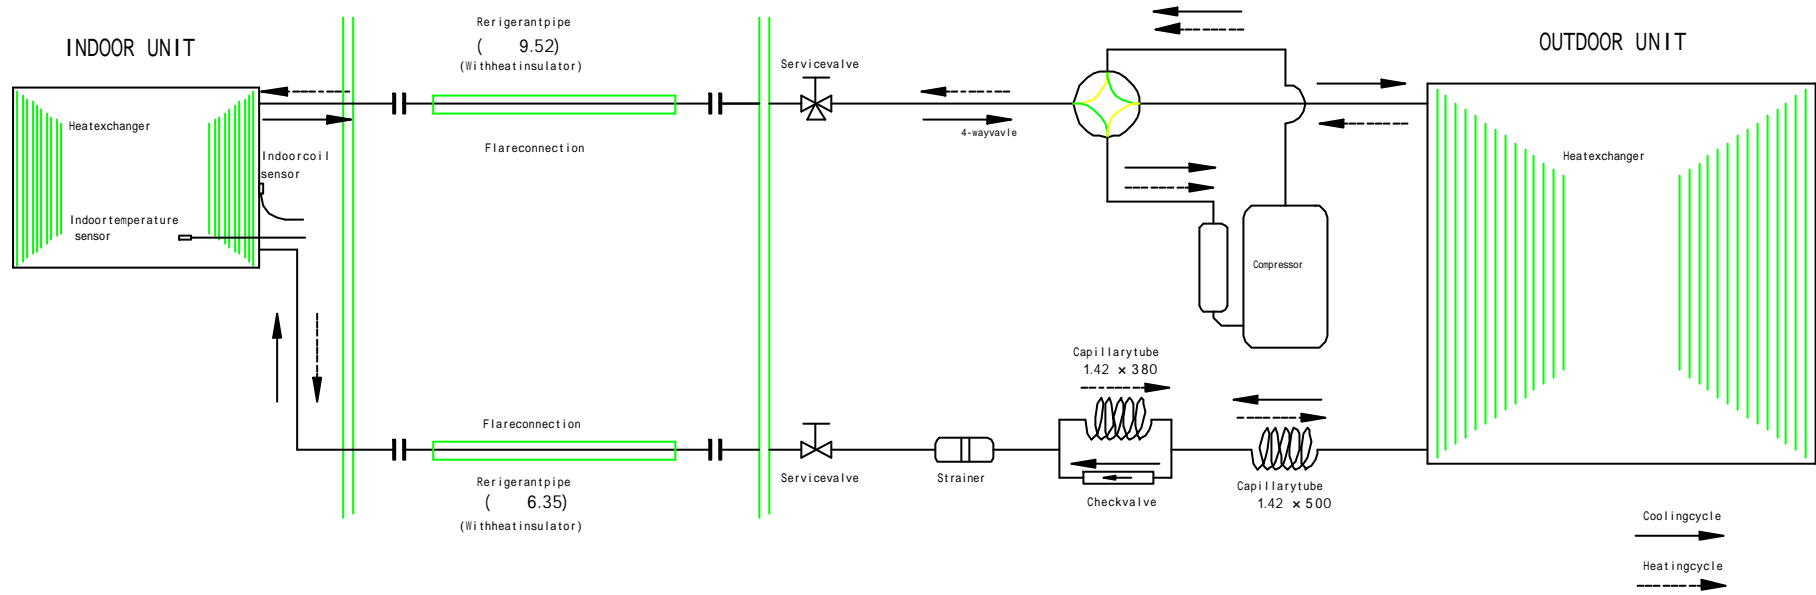 INDOOR UNIT
Rerigerantpipe
( 9.52)
(Withheatinsulator)
Servicevalve
OUTDOOR UNIT
Heatexchanger
Flareconnection
4-wayvavle
Indoorcoil
sensor
Heatexchanger
Indoortemperature
sensor
Compressor
Capillarytube
1.42 × 380
Flareconnection
Rerigerantpipe
( 6.35)
(Withheatinsulator)
Servicevalve
Strainer
Checkvalve
Capillarytube
1.42 × 500
Coolingcycle
Heatingcycle